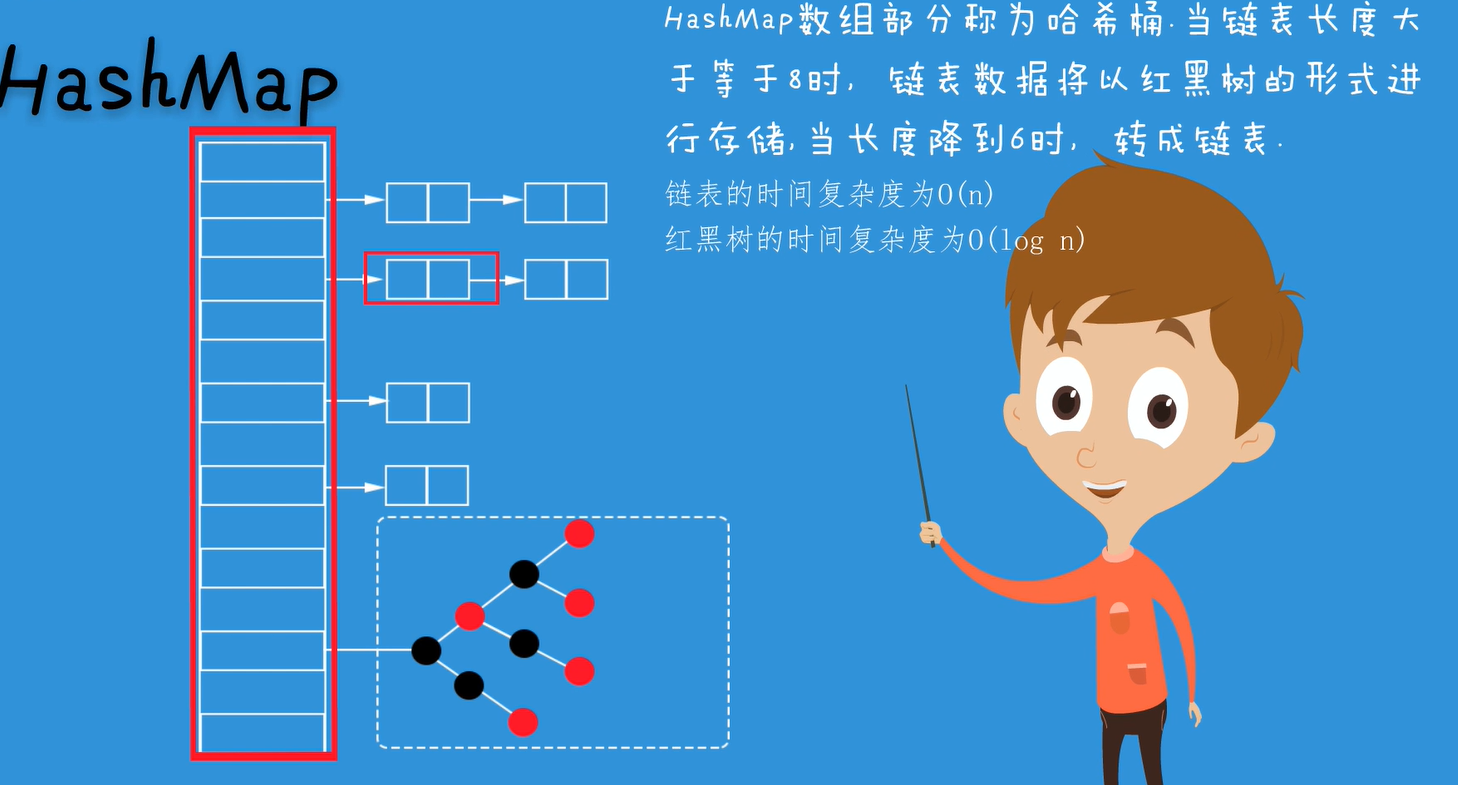 HashMap
HashMap数组部分称为哈希桶.当链表长度大
于等于8时, 链表数据将以红黑树的形式进
行存储,当长度降到6时, 转成链表.
链表的时间复杂度为O(n)
红黑树的时间复杂度为O(log n)